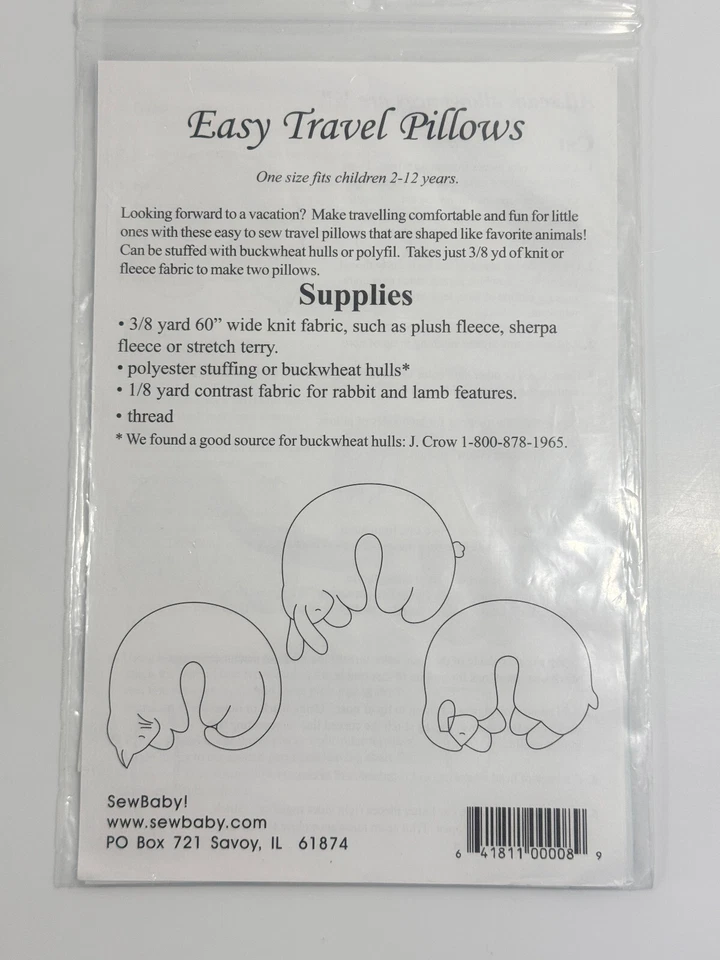 Easy Travel Pillows
One size fits children 2-12 years.
Looking forward to a vacation?  Make travelling comfortable and fun for little
ones with these easy to sew travel pillows that are shaped like favorite animals!
Can be stuffed with buckwheat hulls or polyfil.  Takes just 3/8 yd of knit or
fleece fabric to make two pillows.
Supplies
• 3/8 yard 60” wide knit fabric, such as plush fleece, sherpa
fleece or stretch terry.
• polyester stuffing or buckwheat hulls*
• 1/8 yard contrast fabric for rabbit and lamb features.
• thread
* We found a good source for buckwheat hulls: J. Crow 1-800-878-1965.
SewBaby!
www.sewbaby.com
PO Box 721 Savoy, IL  61874
6 41811 00008 9